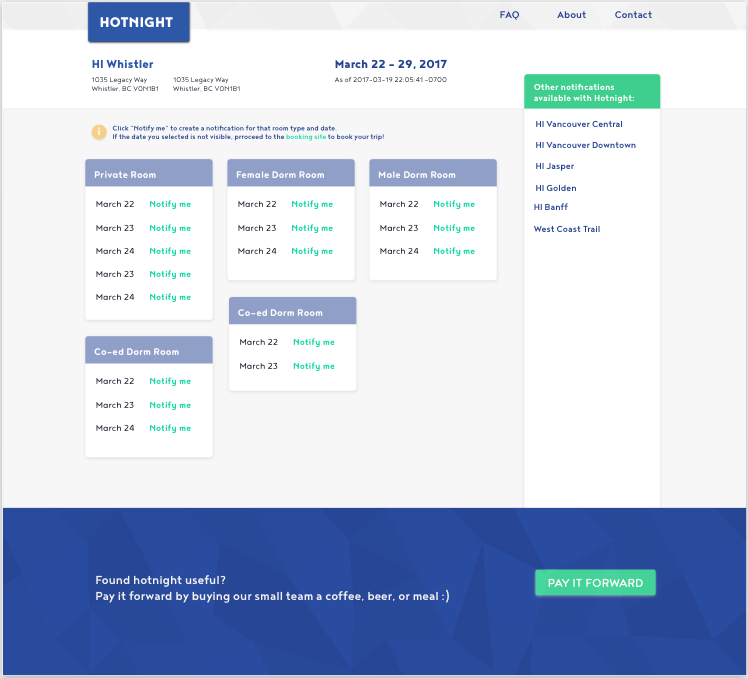 HOTNIGHT
FAQ
About
Contact
HI Whistler
1035 Legacy Way
Whistler, BC V0N1B1
1035 Legacy Way
Whistler, BC V0N1B1
March 22 - 29, 2017
As of 2017-03-19 22:05:41 -0700
Other notifications
available with Hotnight:
HI Vancouver Central
HI Vancouver Downtown
HI Jasper
HI Golden
HI Banff
West Coast Trail
i
Click "Notify me" to create a notification for that room type and date.
If the date you selected is not visible, prroceed to the booking site to book your trip!
Private Room
March 22 Notify me
March 23 Notify me
March 24 Notify me
March 23 Notify me
March 24 Notify me
Female Dorm Room
March 22 Notify me
March 23 Notify me
March 24 Notify me
Male Dorm Room
March 22 Notify me
March 23 Notify me
March 24 Notify me
Co-ed Dorm Room
March 22 Notify me
March 23 Notify me
Co-ed Dorm Room
March 22 Notify me
March 23 Notify me
March 24 Notify me
Found hotnight useful?
Pay it forward by buying our small team a coffee, beer, or meal :)
PAY IT FORWARD